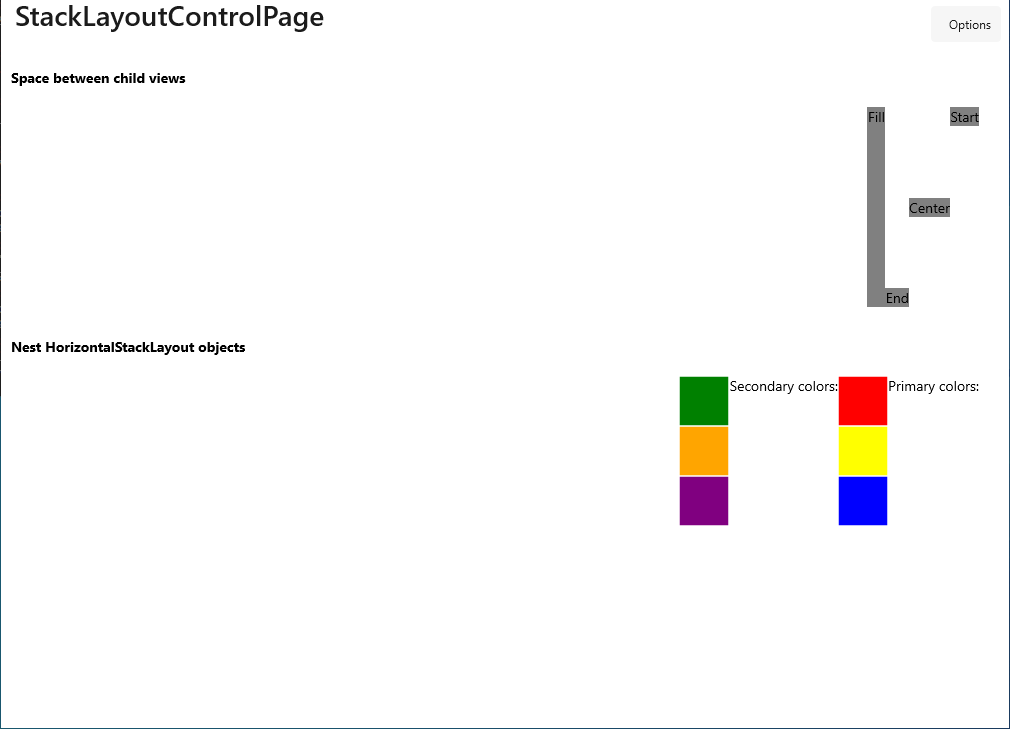 StackLayoutControlPage
Options
Space between child views
Fill
Start
Center
End
Nest HorizontalStackLayout objects
Secondary colors:
Primary colors: